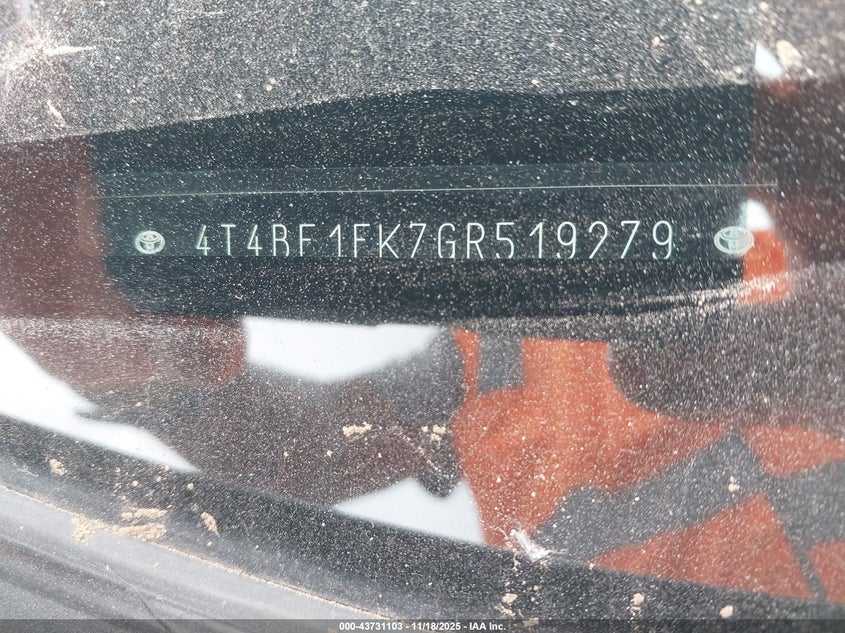 4T4BF1FK7GR519279
000-43731103 - 11/18/2025 - IAA Inc.